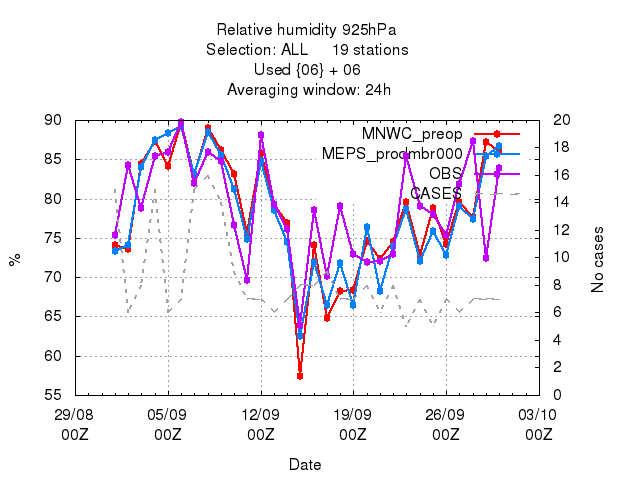 Relative humidity 925hPa
Selection: ALL 19 stations
Used {06} + 06
Averaging window: 24h
90
85
80
75
70
65
60
55
%
20
18
16
14
12
10
8
6
4
2
0
No cases
MNWC_preop
MEPS_prodmbr000
OBS
CASES
29/08 05/09 12/09 19/09 26/09 03/10
00Z 00Z 00Z 00Z 00Z 00Z
Date